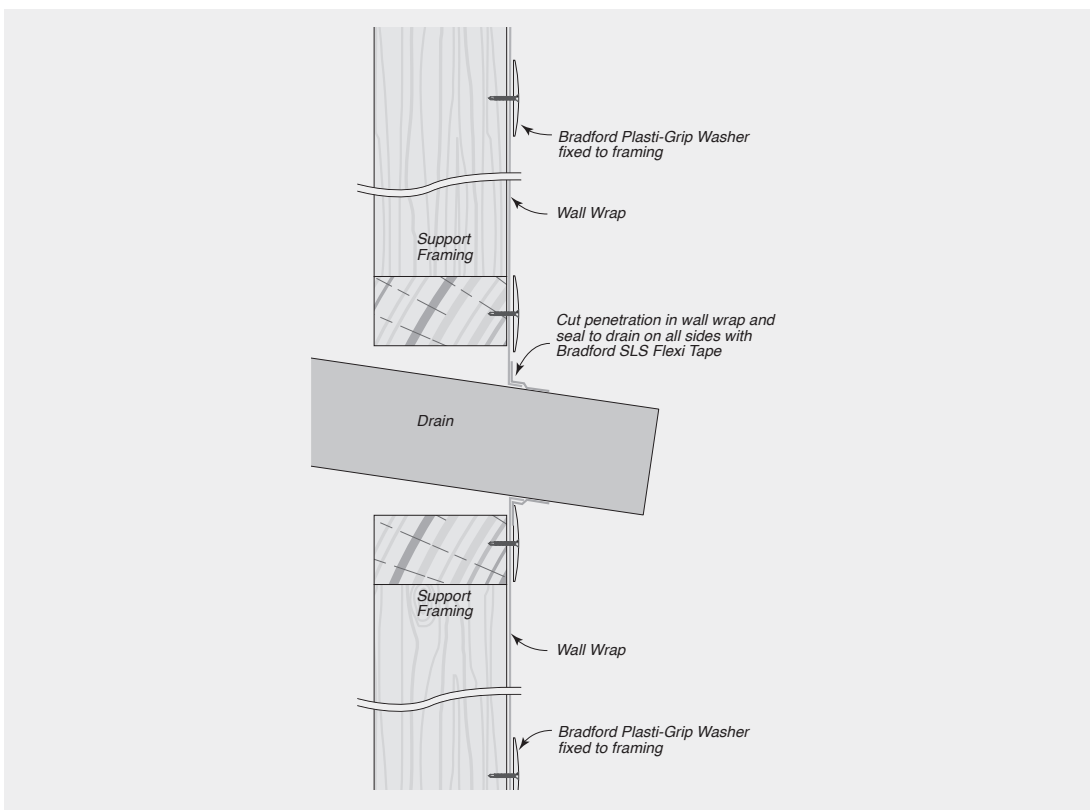 Bradford Plasti-Grip Washer
fixed to framing
Wall Wrap
Support
Framing
Cut penetration in wall wrap and
seal to drain on all sides with
Bradford SLS Flexi Tape
Drain
Support
Framing
Wall Wrap
Bradford Plasti-Grip Washer
fixed to framing